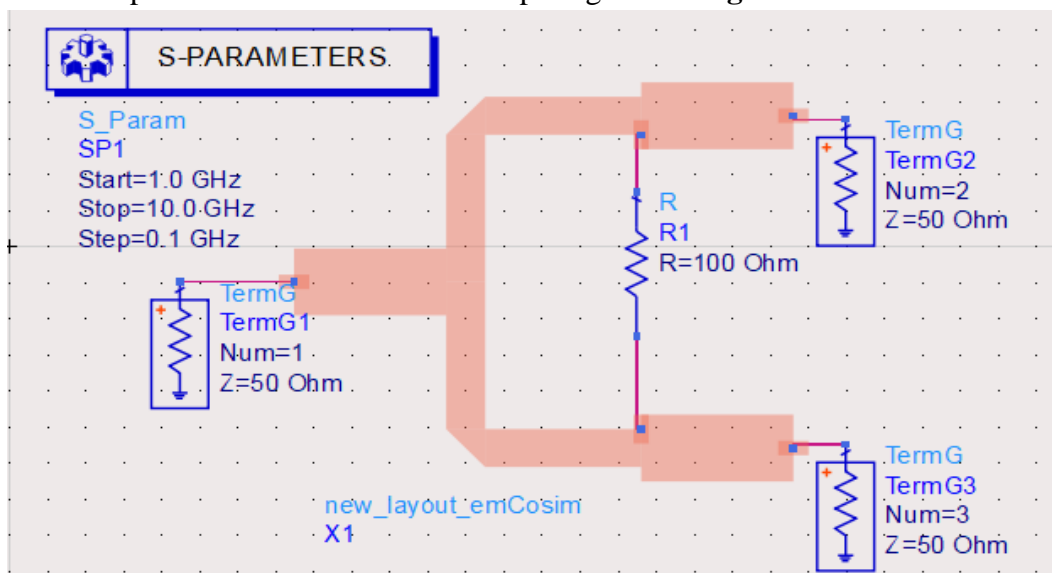 S-PARAMETERS
S_Param
SP1
Start=1.0 GHz
Stop=10.0 GHz
Step=0.1 GHz
TermG
TermG1
Num=1
Z=50 Ohm
R
R1
R=100 Ohm
TermG
TermG2
Num=2
Z=50 Ohm
new_layout_emCosim
X1
TermG
TermG3
Num=3
Z=50 Ohm